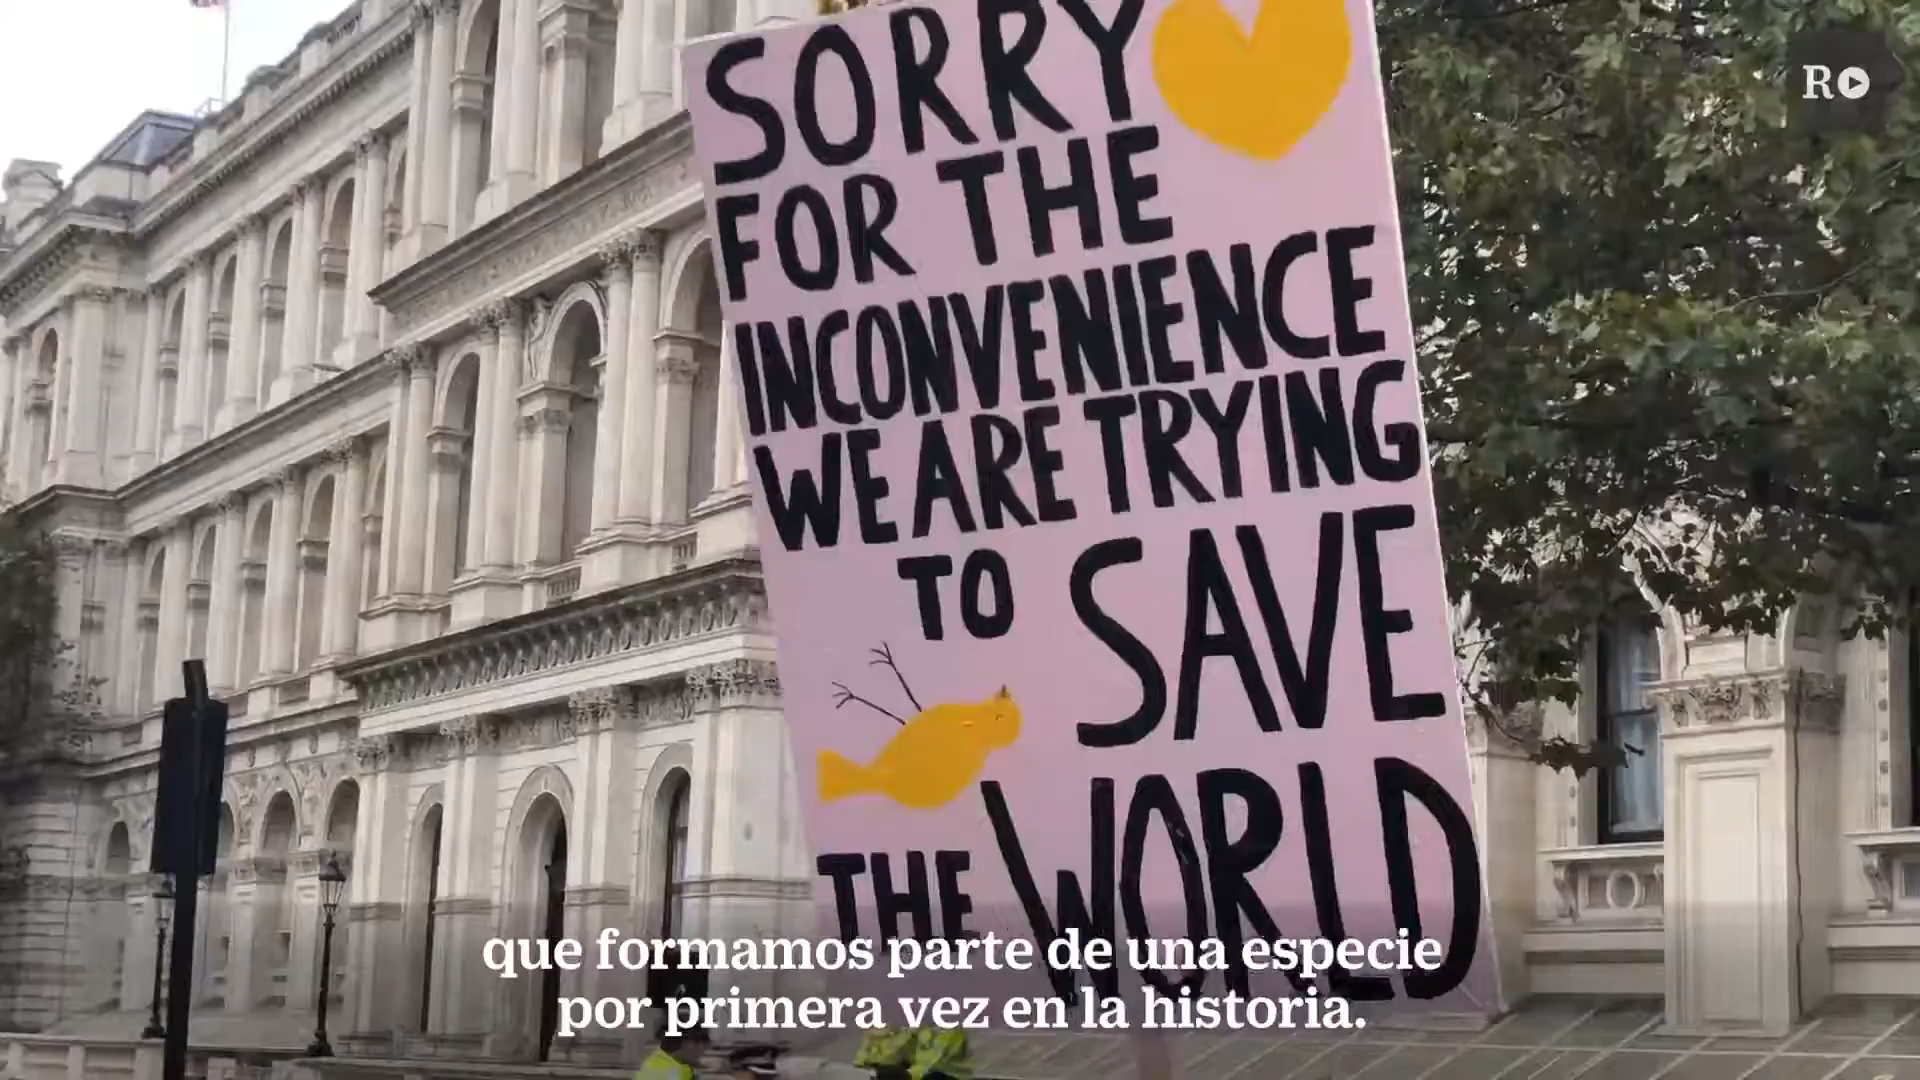 SORRY
FOR THE
INCONVENIENCE
WE ARE TRYING
TO SAVE
THE WORLD
que formamos parte de una especie
por primera vez en la historia.
R